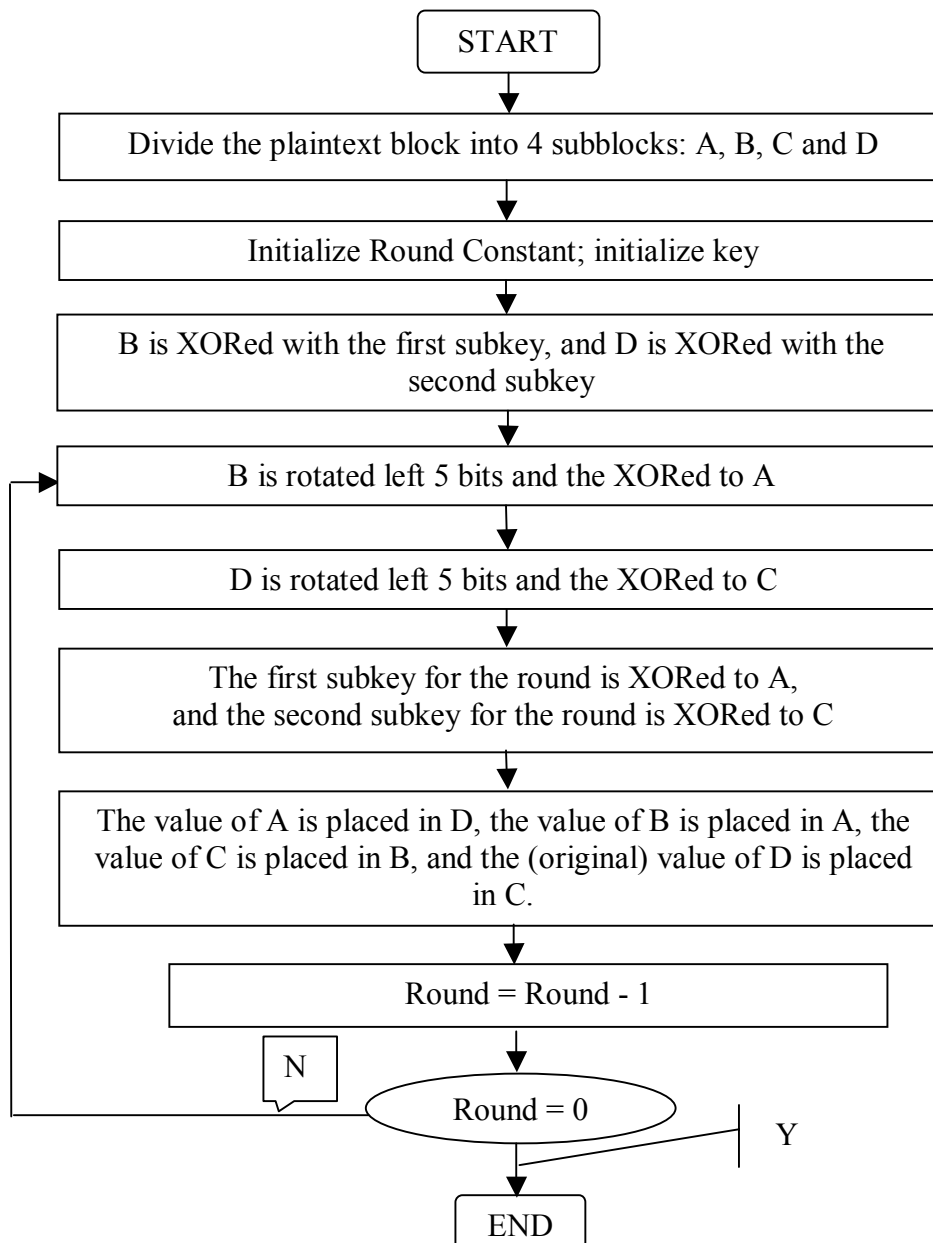 START
Divide the plaintext block into 4 subblocks: A, B, C and D
Initialize Round Constant; initialize key
B is XORed with the first subkey, and D is XORed with the
second subkey
B is rotated left 5 bits and the XORed to A
D is rotated left 5 bits and the XORed to C
The first subkey for the round is XORed to A,
and the second subkey for the round is XORed to C
The value of A is placed in D, the value of B is placed in A, the
value of C is placed in B, and the (original) value of D is placed
in C.
Round = Round - 1
N
Round = 0
Y
END